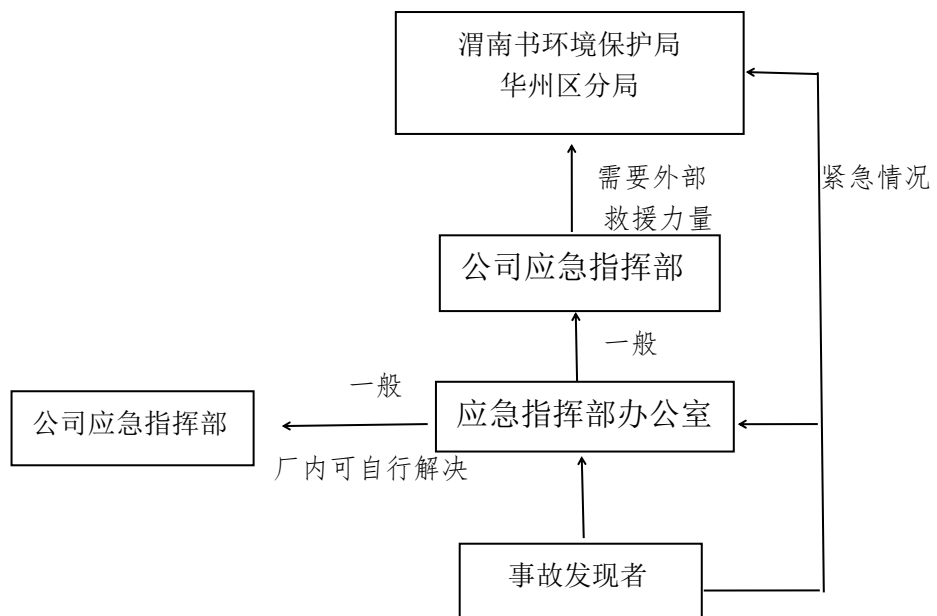 渭南书环境保护局
华州区分局
需要外部
救援力量
紧急情况
公司应急指挥部
一般
一般
公司应急指挥部
应急指挥部办公室
厂内可自行解决
事故发现者